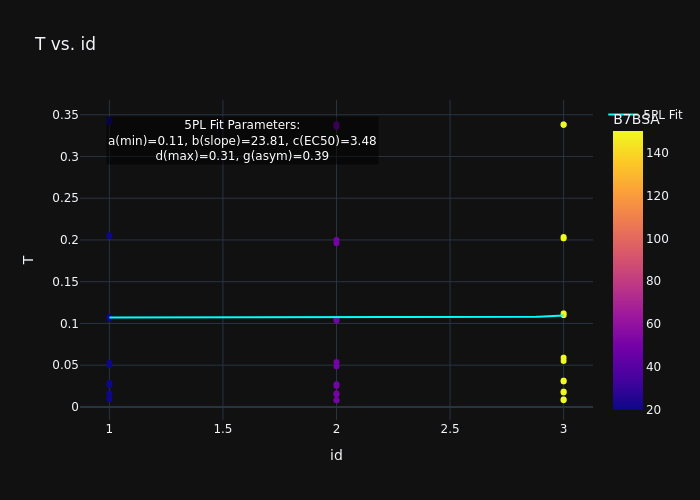 T vs. id
5PL Fit Parameters:
a(min)=0.11, b(slope)=23.81, c(EC50)=3.48
d(max)=0.31, g(asym)=0.39
0.35
0.3
0.25
0.2
0.15
0.1
0.05
0
T
1
1.5
2
2.5
3
id
5PL Fit
B7BSA
140
120
100
80
60
40
20